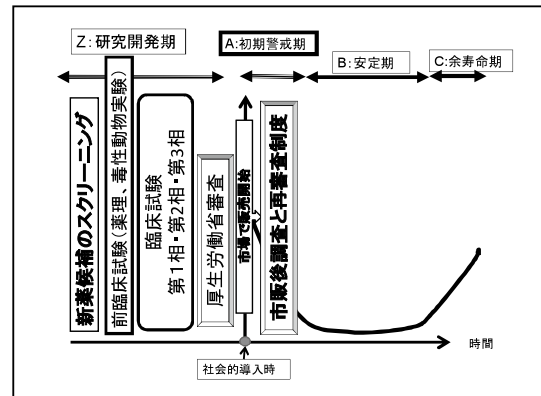 Z:研究開発期
A:初期警戒期
B:安定期
C:余寿命期
新薬候補のスクリーニング
前臨床試験(薬理、毒性動物実験)
臨床試験
第1相・第2相・第3相
厚生労働省審査
市場で販売開始
市販後調査と再審査制度
時間
社会的導入時